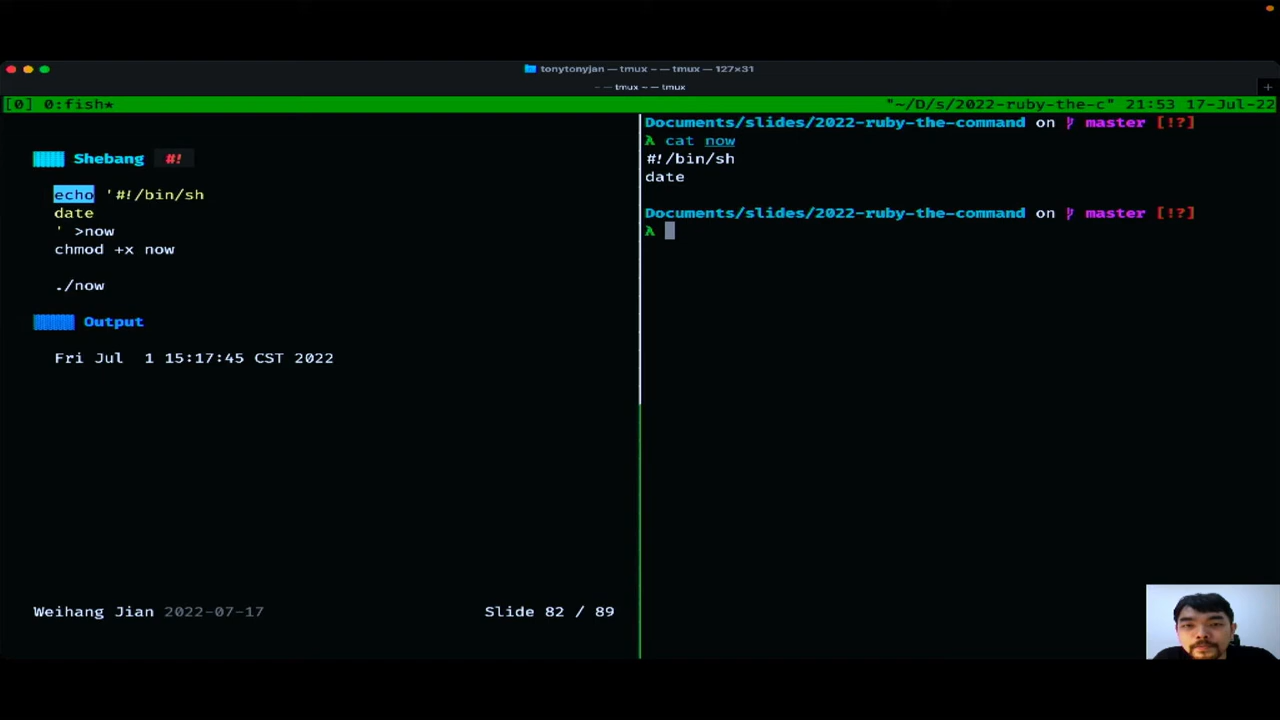 tonytonyjan — tmux ~ — tmux — 127×31
~ — tmux ~ — tmux
[0] 0:fish* "~/D/s/2022-ruby-the-c" 21:53 17-Jul-22
Shebang #!
echo '#!/bin/sh
date
' >now
chmod +x now
./now
Output
Fri Jul  1 15:17:45 CST 2022
Weihang Jian 2022-07-17
Slide 82 / 89
Documents/slides/2022-ruby-the-command on master [!?]
λ cat now
#!/bin/sh
date
Documents/slides/2022-ruby-the-command on master [!?]
λ